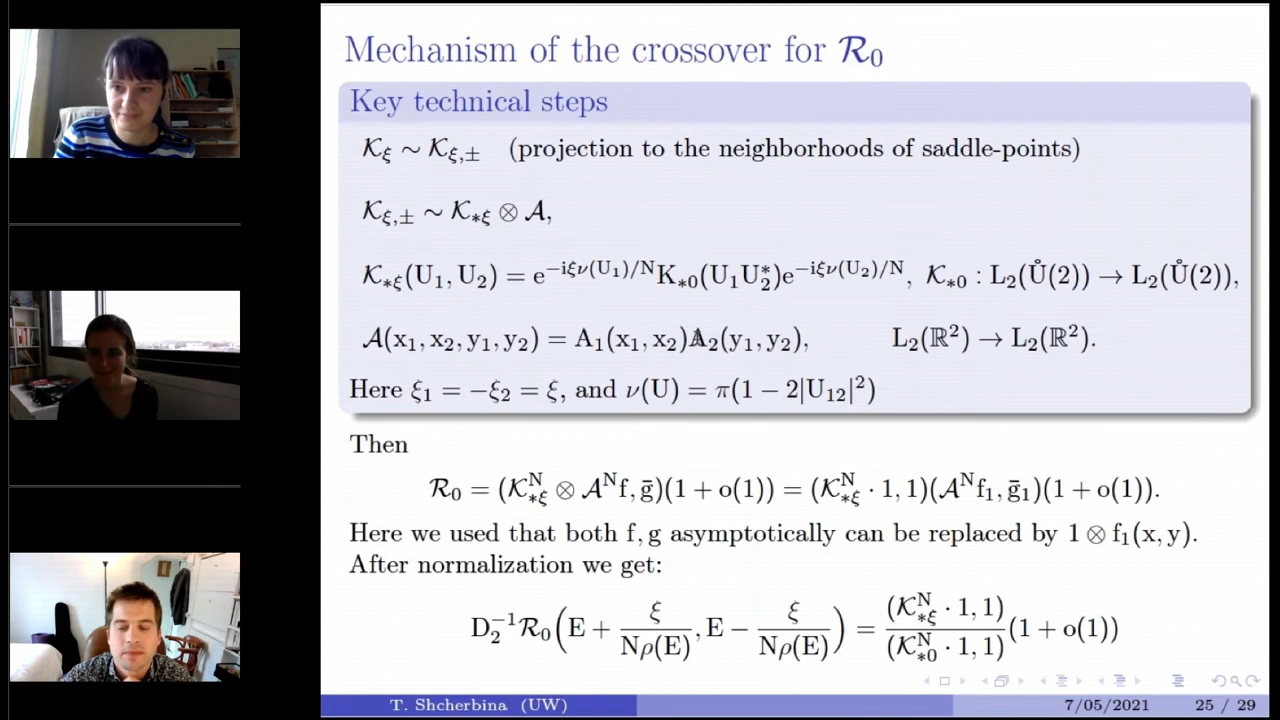 Mechanism of the crossover for 𝓡₀
Key technical steps
𝒦_ξ ∼ 𝒦_{ξ,±} (projection to the neighborhoods of saddle-points)
𝒦_{ξ,±} ∼ 𝒦_{∗ξ} ⊗ 𝒜,
𝒦_{∗ξ}(U₁, U₂) = e^{−iξν(U₁)/N}K_{∗0}(U₁U₂^*)e^{−iξν(U₂)/N}, 𝒦_{∗0} : L₂(Ů(2)) → L₂(Ů(2)),
𝒜(x₁, x₂, y₁, y₂) = A₁(x₁, x₂)A₂(y₁, y₂), L₂(ℝ²) → L₂(ℝ²).
Here ξ₁ = −ξ₂ = ξ, and ν(U) = π(1 − 2|U₁₂|²)
Then
𝓡₀ = (𝒦_{∗ξ}^N ⊗ 𝒜^N f, ḡ)(1 + o(1)) = (𝒦_{∗ξ}^N · 1, 1)(𝒜^N f₁, ḡ₁)(1 + o(1)).
Here we used that both f, g asymptotically can be replaced by 1 ⊗ f₁(x, y).
After normalization we get:
D₂^{−1}𝓡₀(E + ξ/(Nρ(E)), E − ξ/(Nρ(E))) = (𝒦_{∗ξ}^N · 1, 1)/(𝒦_{∗0}^N · 1, 1) (1 + o(1))
T. Shcherbina (UW) 7/05/2021 25 / 29